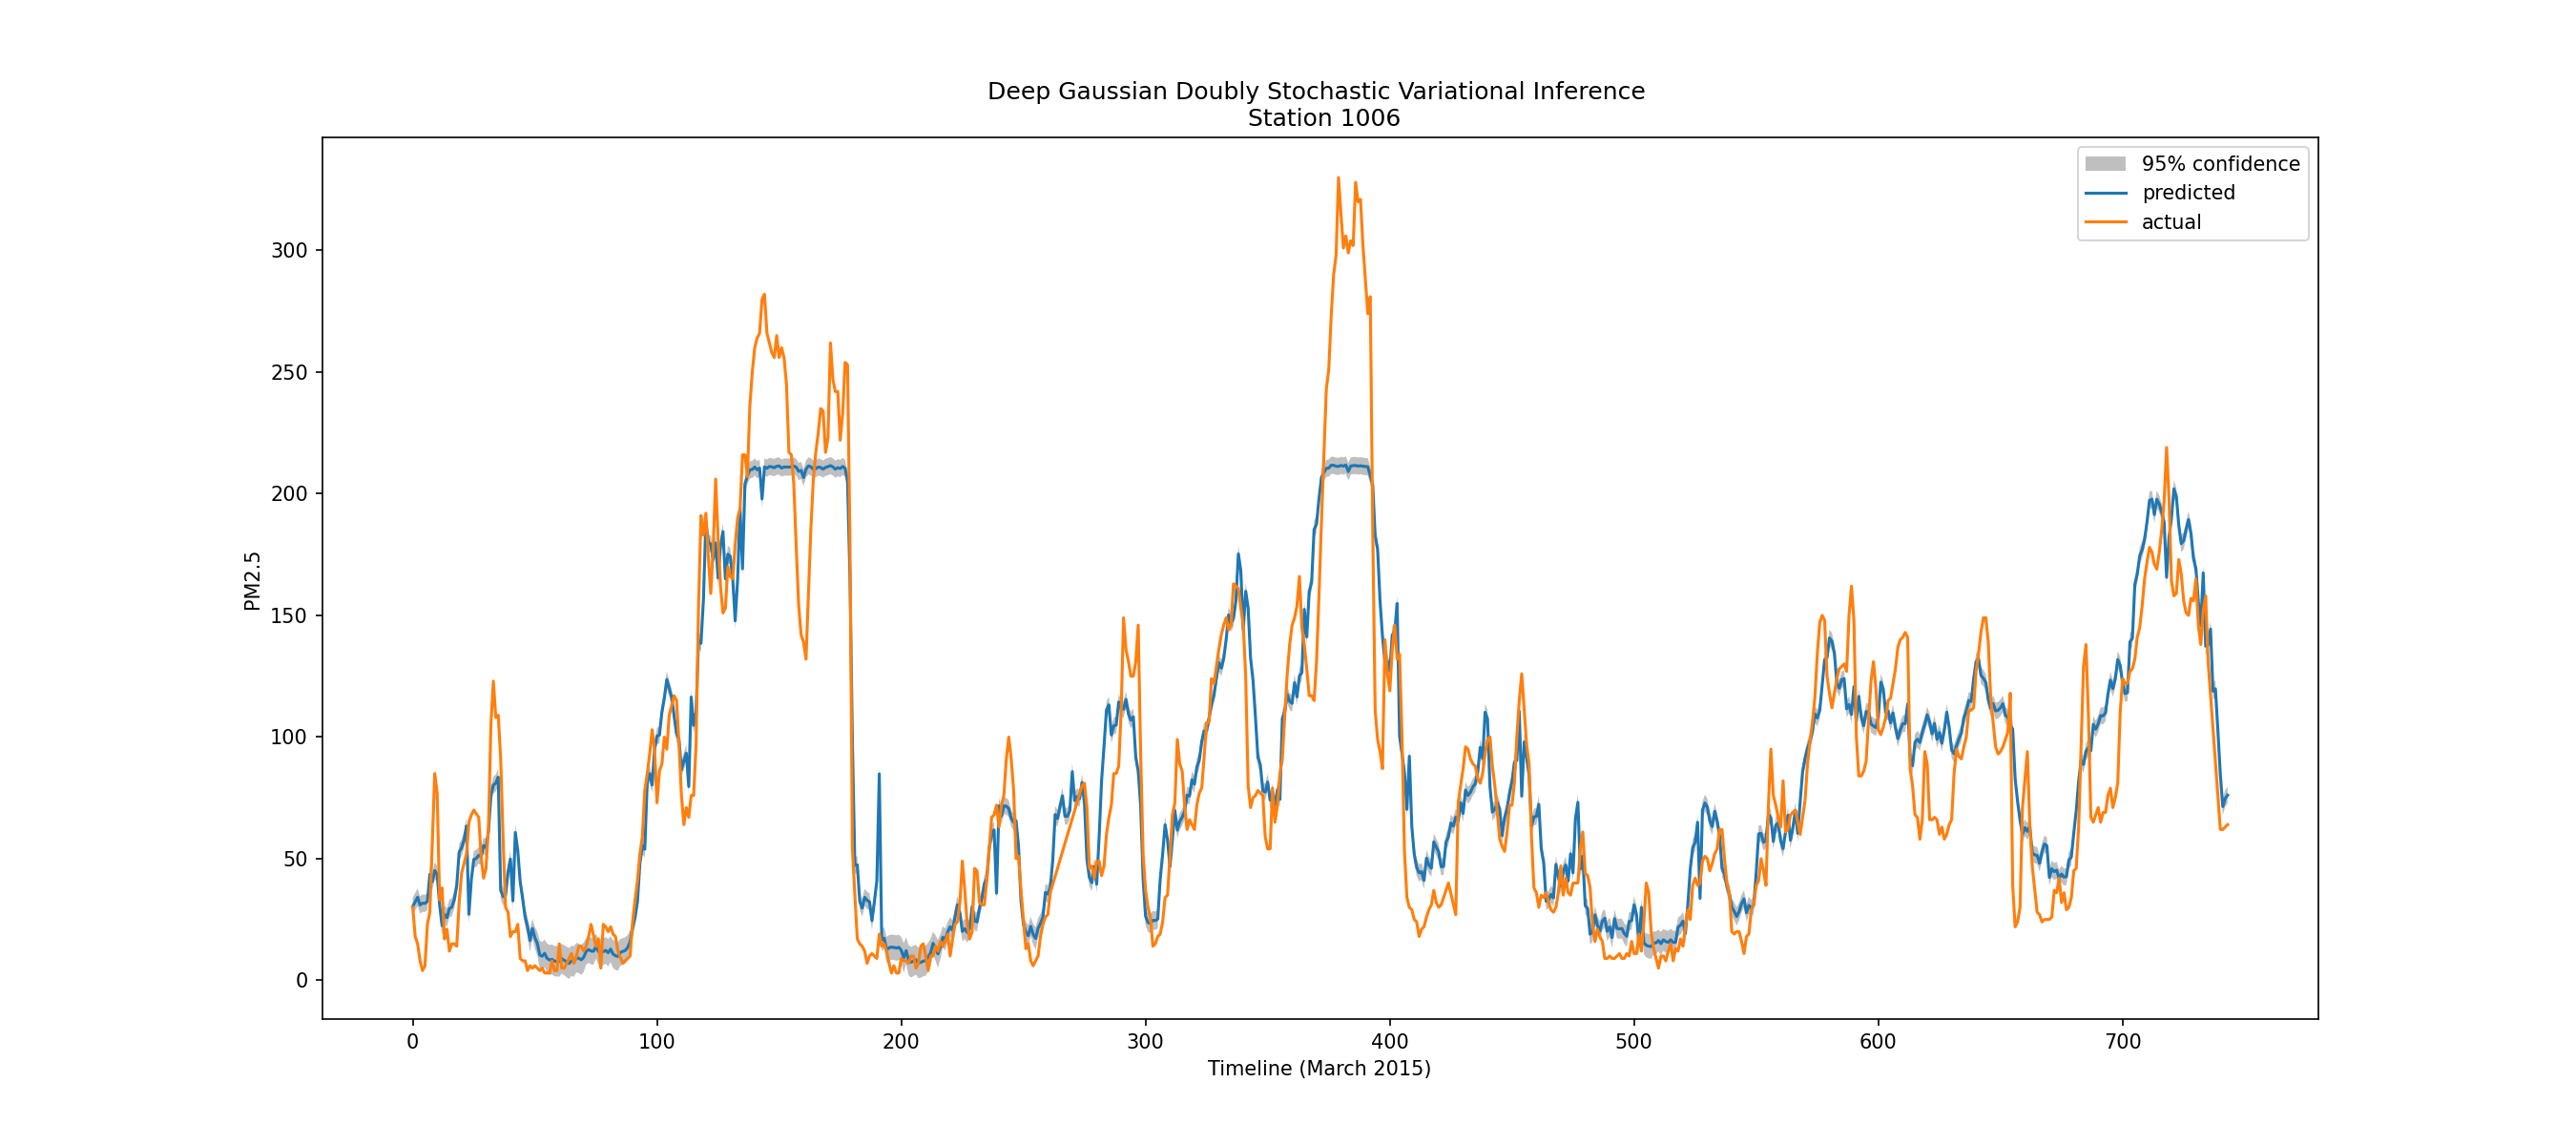 Deep Gaussian Doubly Stochastic Variational Inference
Station 1006
95% confidence
predicted
actual
PM2.5
300
250
200
150
100
50
0
0 100 200 300 400 500 600 700
Timeline (March 2015)